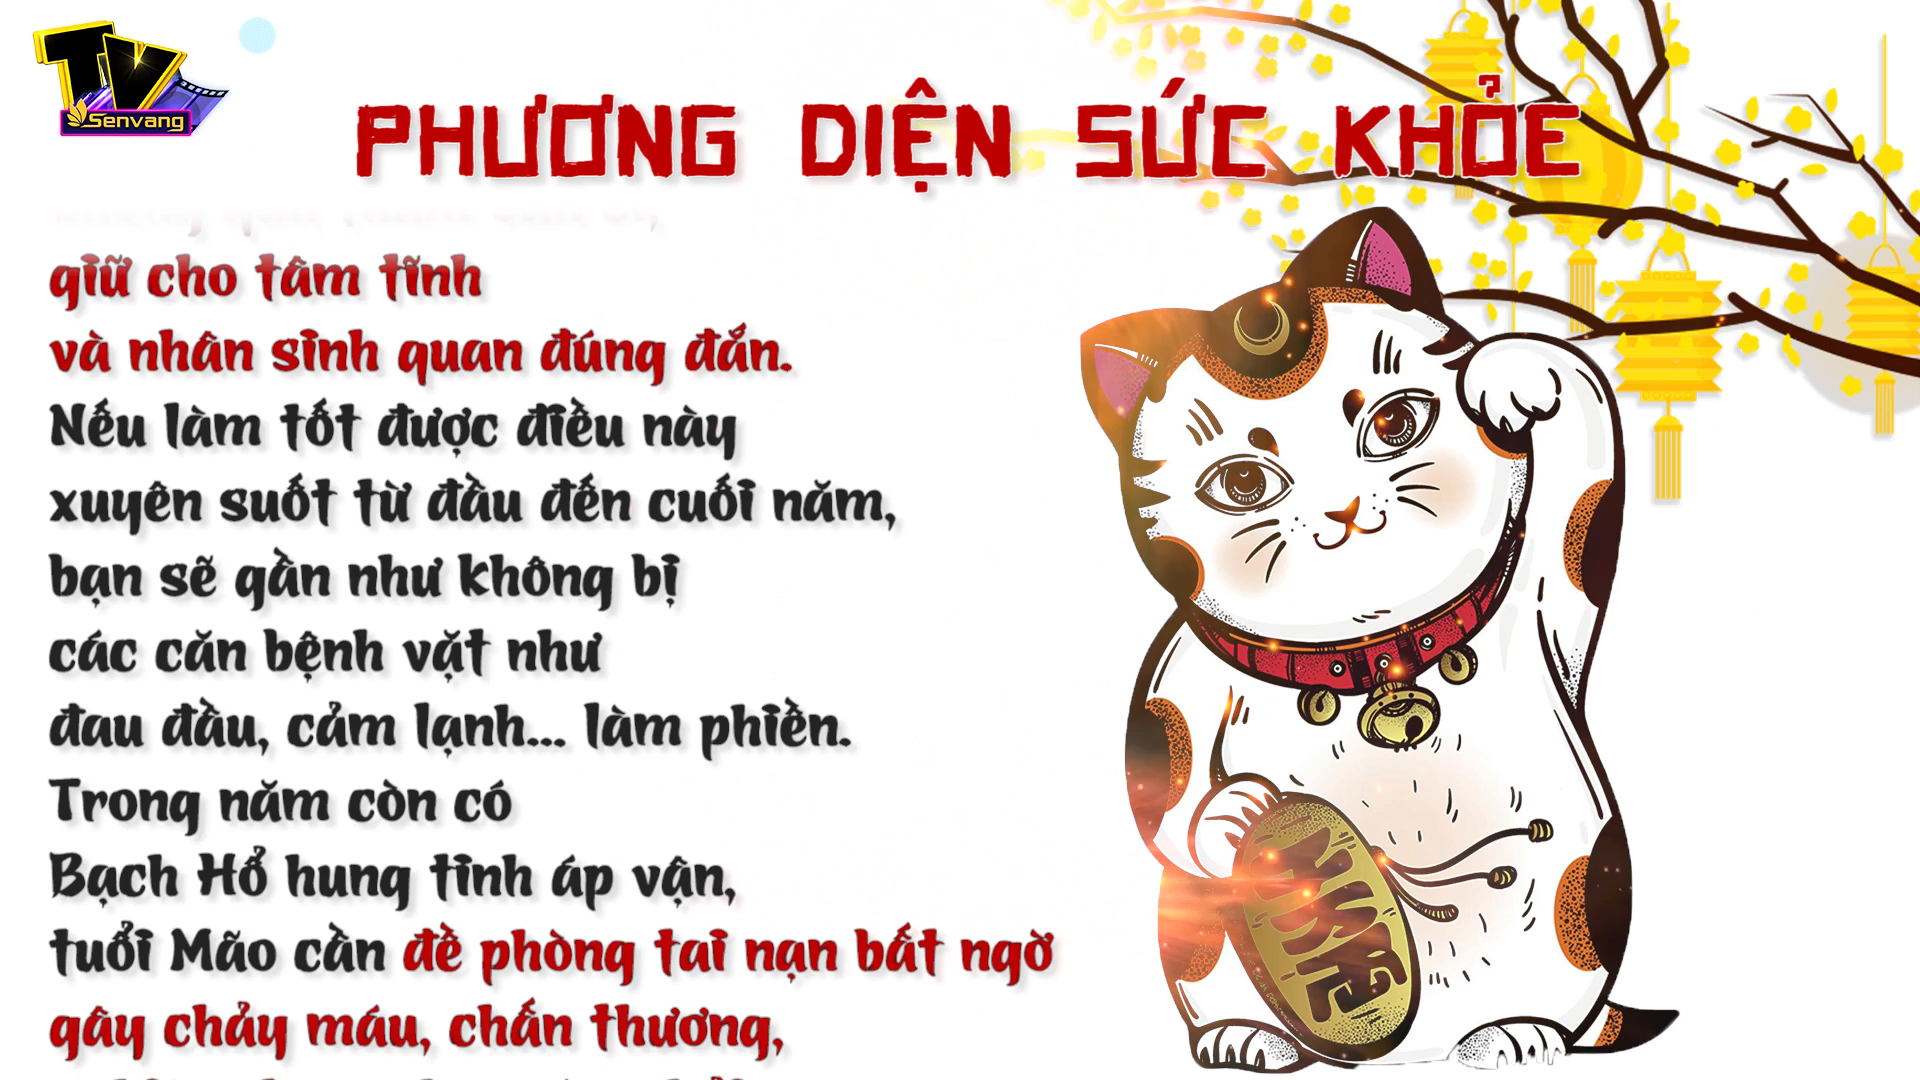 TV
Senvang
PHƯƠNG DIỆN SỨC KHỎE
giữ cho tâm tĩnh
và nhân sinh quan đúng đắn.
Nếu làm tốt được điều này
xuyên suốt từ đầu đến cuối năm,
bạn sẽ gần như không bị
các căn bệnh vặt như
đau đầu, cảm lạnh... làm phiền.
Trong năm còn có
Bạch Hổ hung tinh áp vận,
tuổi Mão cần đề phòng tai nạn bất ngờ
gây chảy máu, chấn thương,